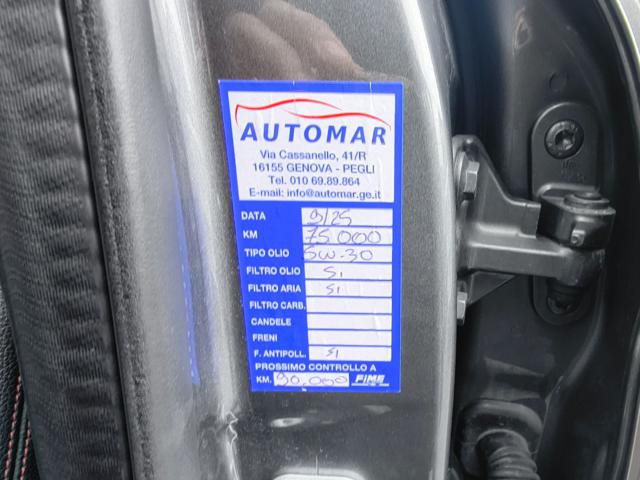 AUTOMAR
Via Cassanello, 41/R
16155 GENOVA - PEGLI
Tel. 010 69.89.864
E-mail: info@automar.ge.it
DATA 9/25
KM 75000
TIPO OLIO 5W-30
FILTRO OLIO SI
FILTRO ARIA SI
FILTRO CARB.
CANDELE
FRENI
F. ANTIPOLL. SI
PROSSIMO CONTROLLO A
KM. 90.000 FIME